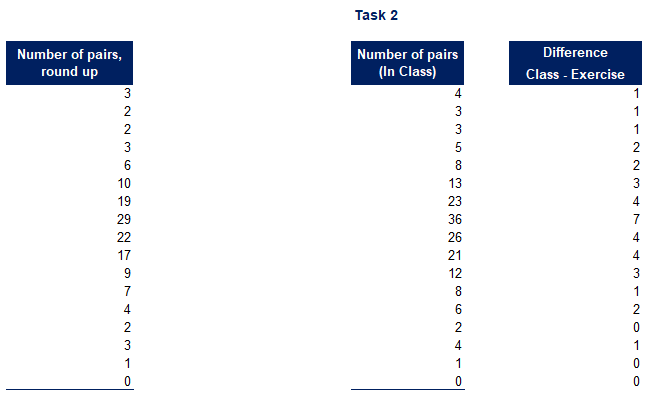 Task 2
Number of pairs, round up Number of pairs (In Class) Difference Class - Exercise
3 4 1
2 3 1
2 3 1
3 5 2
6 8 2
10 13 3
19 23 4
29 36 7
22 26 4
17 21 4
9 12 3
7 8 1
4 6 2
2 2 0
3 4 1
1 1 0
0 0 0